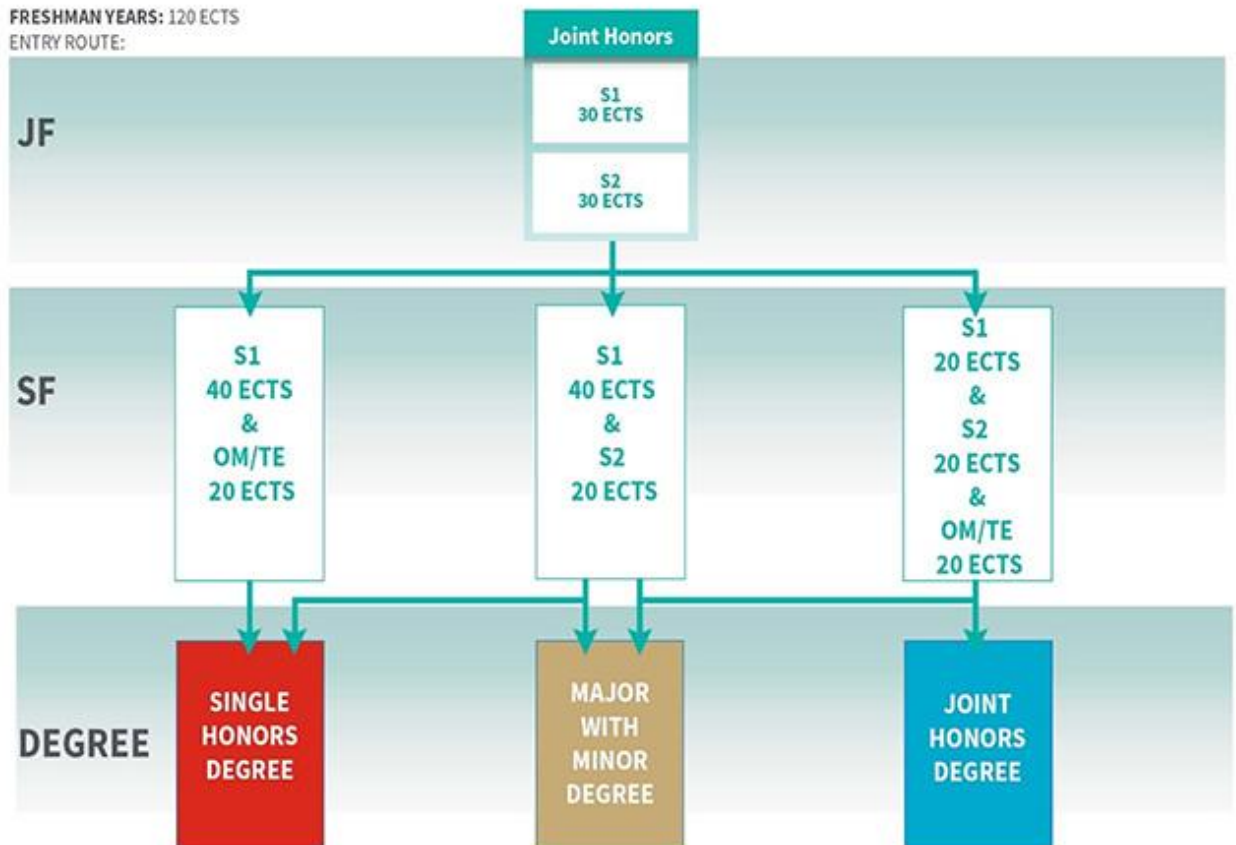 FRESHMAN YEARS: 120 ECTS
ENTRY ROUTE:
Joint Honors
S1
30 ECTS
JF
S2
30 ECTS
SF
S1
40 ECTS
&
OM/TE
20 ECTS
S1
40 ECTS
&
S2
20 ECTS
S1
20 ECTS
&
S2
20 ECTS
&
OM/TE
20 ECTS
DEGREE
SINGLE
HONORS
DEGREE
MAJOR
WITH
MINOR
DEGREE
JOINT
HONORS
DEGREE